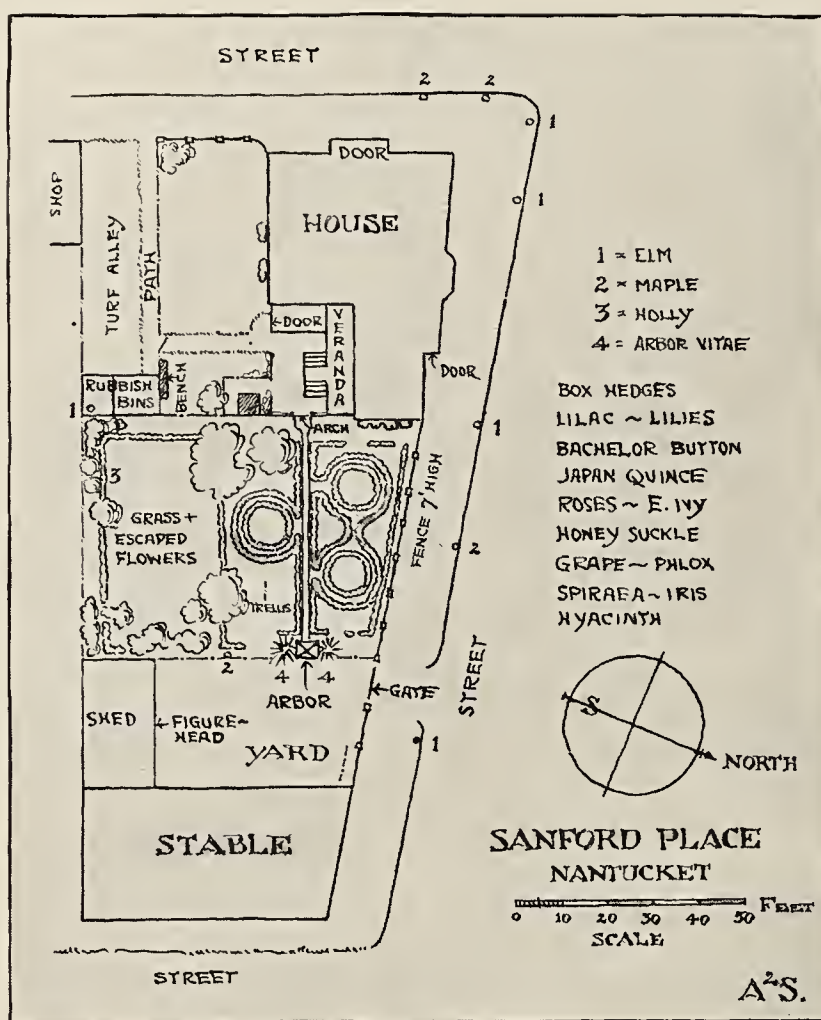 STREET
2 2
1
DOOR
SHOP
HOUSE
1
TURF ALLEY
PATH
1 = ELM
2 = MAPLE
3 = HOLLY
4 = ARBOR VITAE
DOOR
VERANDA
DOOR
RUBBISH
BINS
BENCH
1
ARCH
1
BOX HEDGES
LILAC ~ LILIES
BACHELOR BUTTON
JAPAN QUINCE
ROSES ~ E. IVY
HONEY SUCKLE
GRAPE ~ PHLOX
SPIRAEA ~ IRIS
HYACINTH
3
GRASS +
ESCAPED
FLOWERS
FENCE 7' HIGH
2
TRELLIS
2
4 4
ARBOR
GATE
STREET
SHED
FIGURE~
HEAD
YARD
1
S
NORTH
STABLE
SANFORD PLACE
NANTUCKET
0 10 20 30 40 50 FEET
SCALE
STREET
A²S.